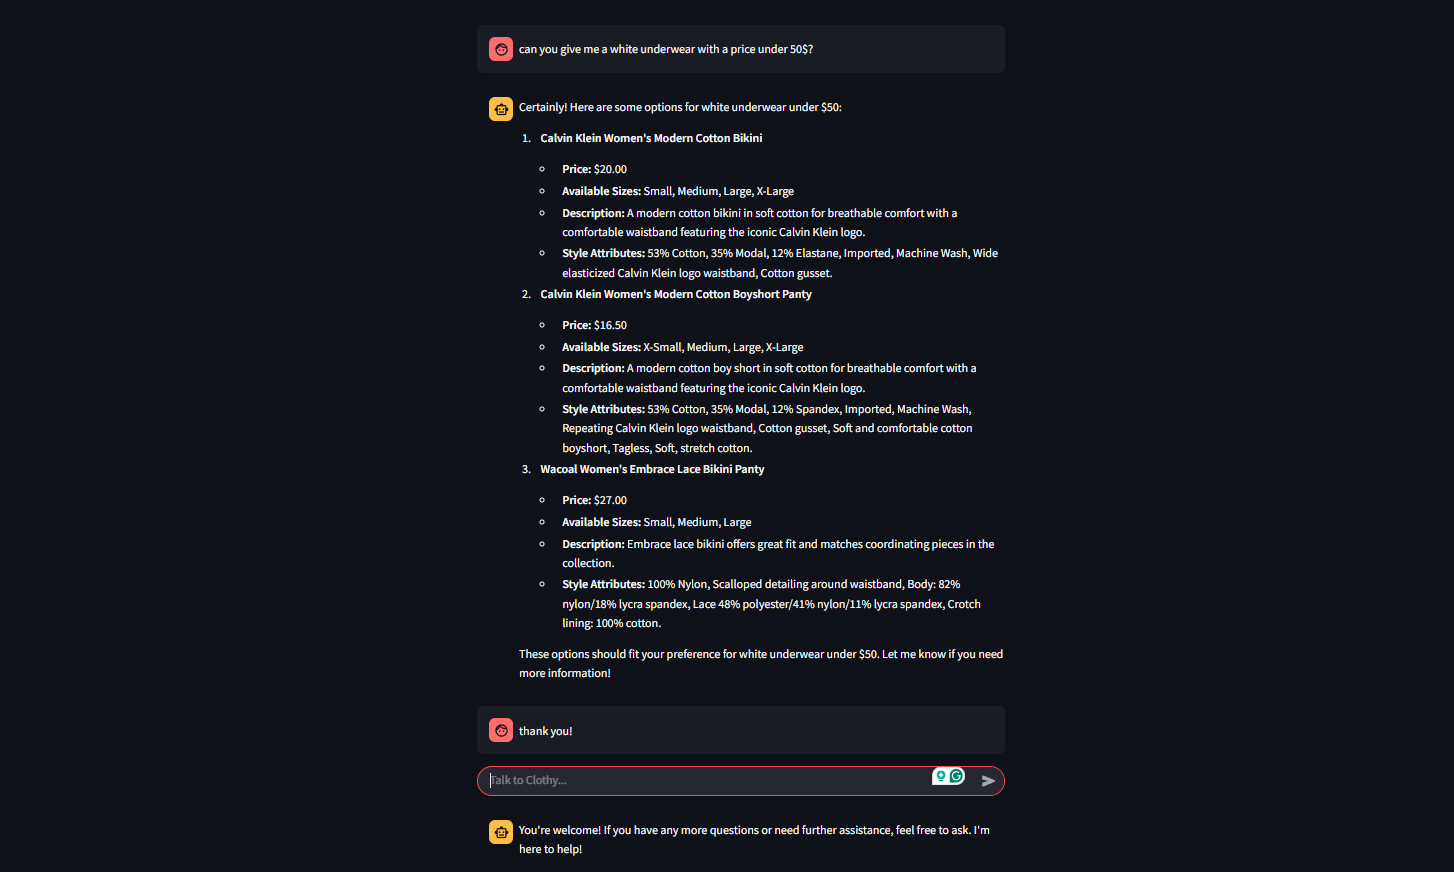 can you give me a white underwear with a price under 50$?
Certainly! Here are some options for white underwear under $50:
1. Calvin Klein Women's Modern Cotton Bikini
Price: $20.00
Available Sizes: Small, Medium, Large, X-Large
Description: A modern cotton bikini in soft cotton for breathable comfort with a
comfortable waistband featuring the iconic Calvin Klein logo.
Style Attributes: 53% Cotton, 35% Modal, 12% Elastane, Imported, Machine Wash, Wide
elasticized Calvin Klein logo waistband, Cotton gusset.
2. Calvin Klein Women's Modern Cotton Boyshort Panty
Price: $16.50
Available Sizes: X-Small, Medium, Large, X-Large
Description: A modern cotton boy short in soft cotton for breathable comfort with a
comfortable waistband featuring the iconic Calvin Klein logo.
Style Attributes: 53% Cotton, 35% Modal, 12% Spandex, Imported, Machine Wash,
Repeating Calvin Klein logo waistband, Cotton gusset, Soft and comfortable cotton
boyshort, Tagless, Soft, stretch cotton.
3. Wacoal Women's Embrace Lace Bikini Panty
Price: $27.00
Available Sizes: Small, Medium, Large
Description: Embrace lace bikini offers great fit and matches coordinating pieces in the
collection.
Style Attributes: 100% Nylon, Scalloped detailing around waistband, Body: 82%
nylon/18% lycra spandex, Lace 48% polyester/41% nylon/11% lycra spandex, Crotch
lining: 100% cotton.
These options should fit your preference for white underwear under $50. Let me know if you need
more information!
thank you!
Talk to Clothy...
You're welcome! If you have any more questions or need further assistance, feel free to ask. I'm
here to help!